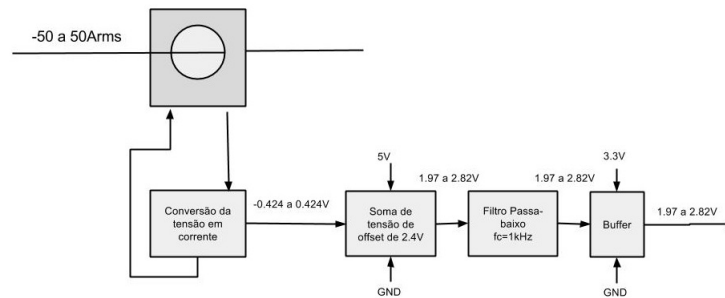 -50 a 50Arms
5V
1.97 a 2.82V
1.97 a 2.82V
3.3V
-0.424 a 0.424V
1.97 a 2.82V
Conversão da
tensão em
corrente
Soma de
tensão de
offset de 2.4V
Filtro Passa-
baixo
fc=1kHz
Buffer
GND
GND